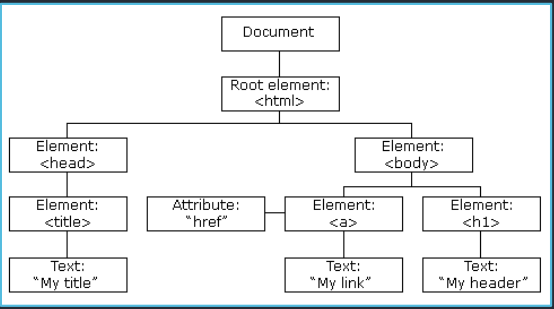 Document
Root element:
<html>
Element:
<head>
Element:
<body>
Element:
<title>
Attribute:
“href”
Element:
<a>
Element:
<h1>
Text:
“My title”
Text:
“My link”
Text:
“My header”